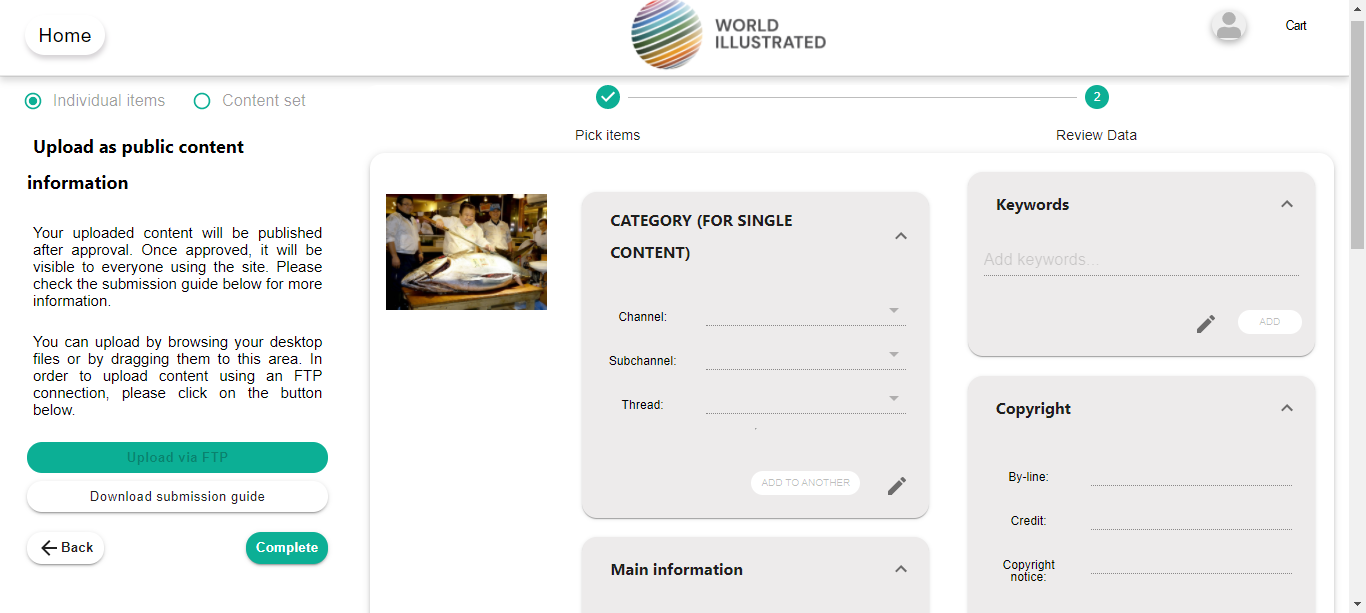 Home
WORLD
ILLUSTRATED
Cart
Individual items
Content set
2
Pick items
Review Data
Upload as public content
information
Your uploaded content will be published
after approval. Once approved, it will be
visible to everyone using the site. Please
check the submission guide below for more
information.
You can upload by browsing your desktop
files or by dragging them to this area. In
order to upload content using an FTP
connection, please click on the button
below.
Upload via FTP
Download submission guide
Back
Complete
CATEGORY (FOR SINGLE
CONTENT)
Channel:
Subchannel:
Thread:
ADD TO ANOTHER
Main information
Keywords
Add keywords...
ADD
Copyright
By-line:
Credit:
Copyright
notice: